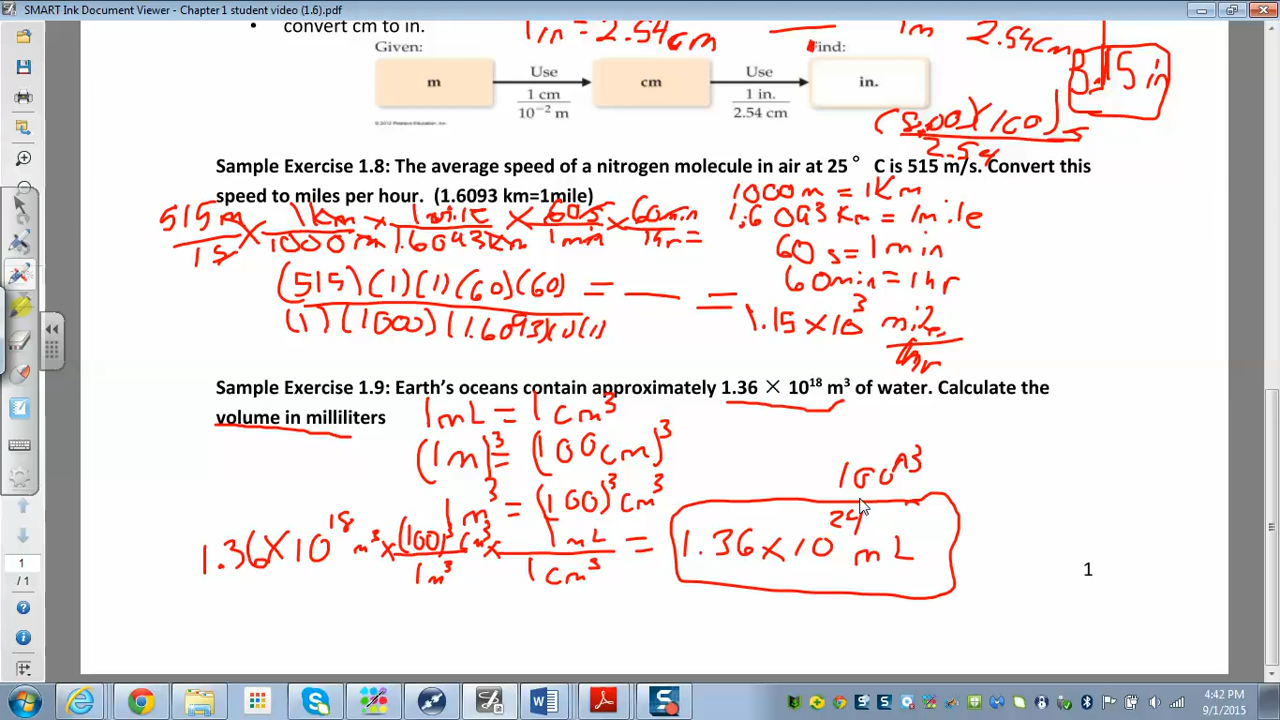 SMART Ink Document Viewer - Chapter 1 student video (1.6).pdf
convert cm to in.
1in = 2.54cm
1m
2.54cm
3.15 in
Given:
Find:
m
Use
1 cm
10⁻² m
cm
Use
1 in.
2.54 cm
in.
© 2012 Pearson Education, Inc.
(8.00)(100)
2.54
Sample Exercise 1.8: The average speed of a nitrogen molecule in air at 25° C is 515 m/s. Convert this
speed to miles per hour. (1.6093 km=1mile)
1000m = 1Km
515m × 1Km × 1mile × 60s × 60min
1s 1000m 1.6093Km 1min 1hr =
1.6093Km = 1mile
60 s = 1min
60min = 1hr
(515)(1)(1)(60)(60) = =
(1)(1000)(1.6093)(1)(1)
1.15 × 10³ mile
hr
Sample Exercise 1.9: Earth's oceans contain approximately 1.36 × 10¹⁸ m³ of water. Calculate the
volume in milliliters
1mL = 1cm³
(1m)³ = (100cm)³
100^3
1m³ = (100)³cm³
1.36×10¹⁸ m³ × (100)³cm³ × 1mL = 1.36×10²⁴ mL
1m³ 1cm³
1
1
/ 1
4:42 PM
9/1/2015